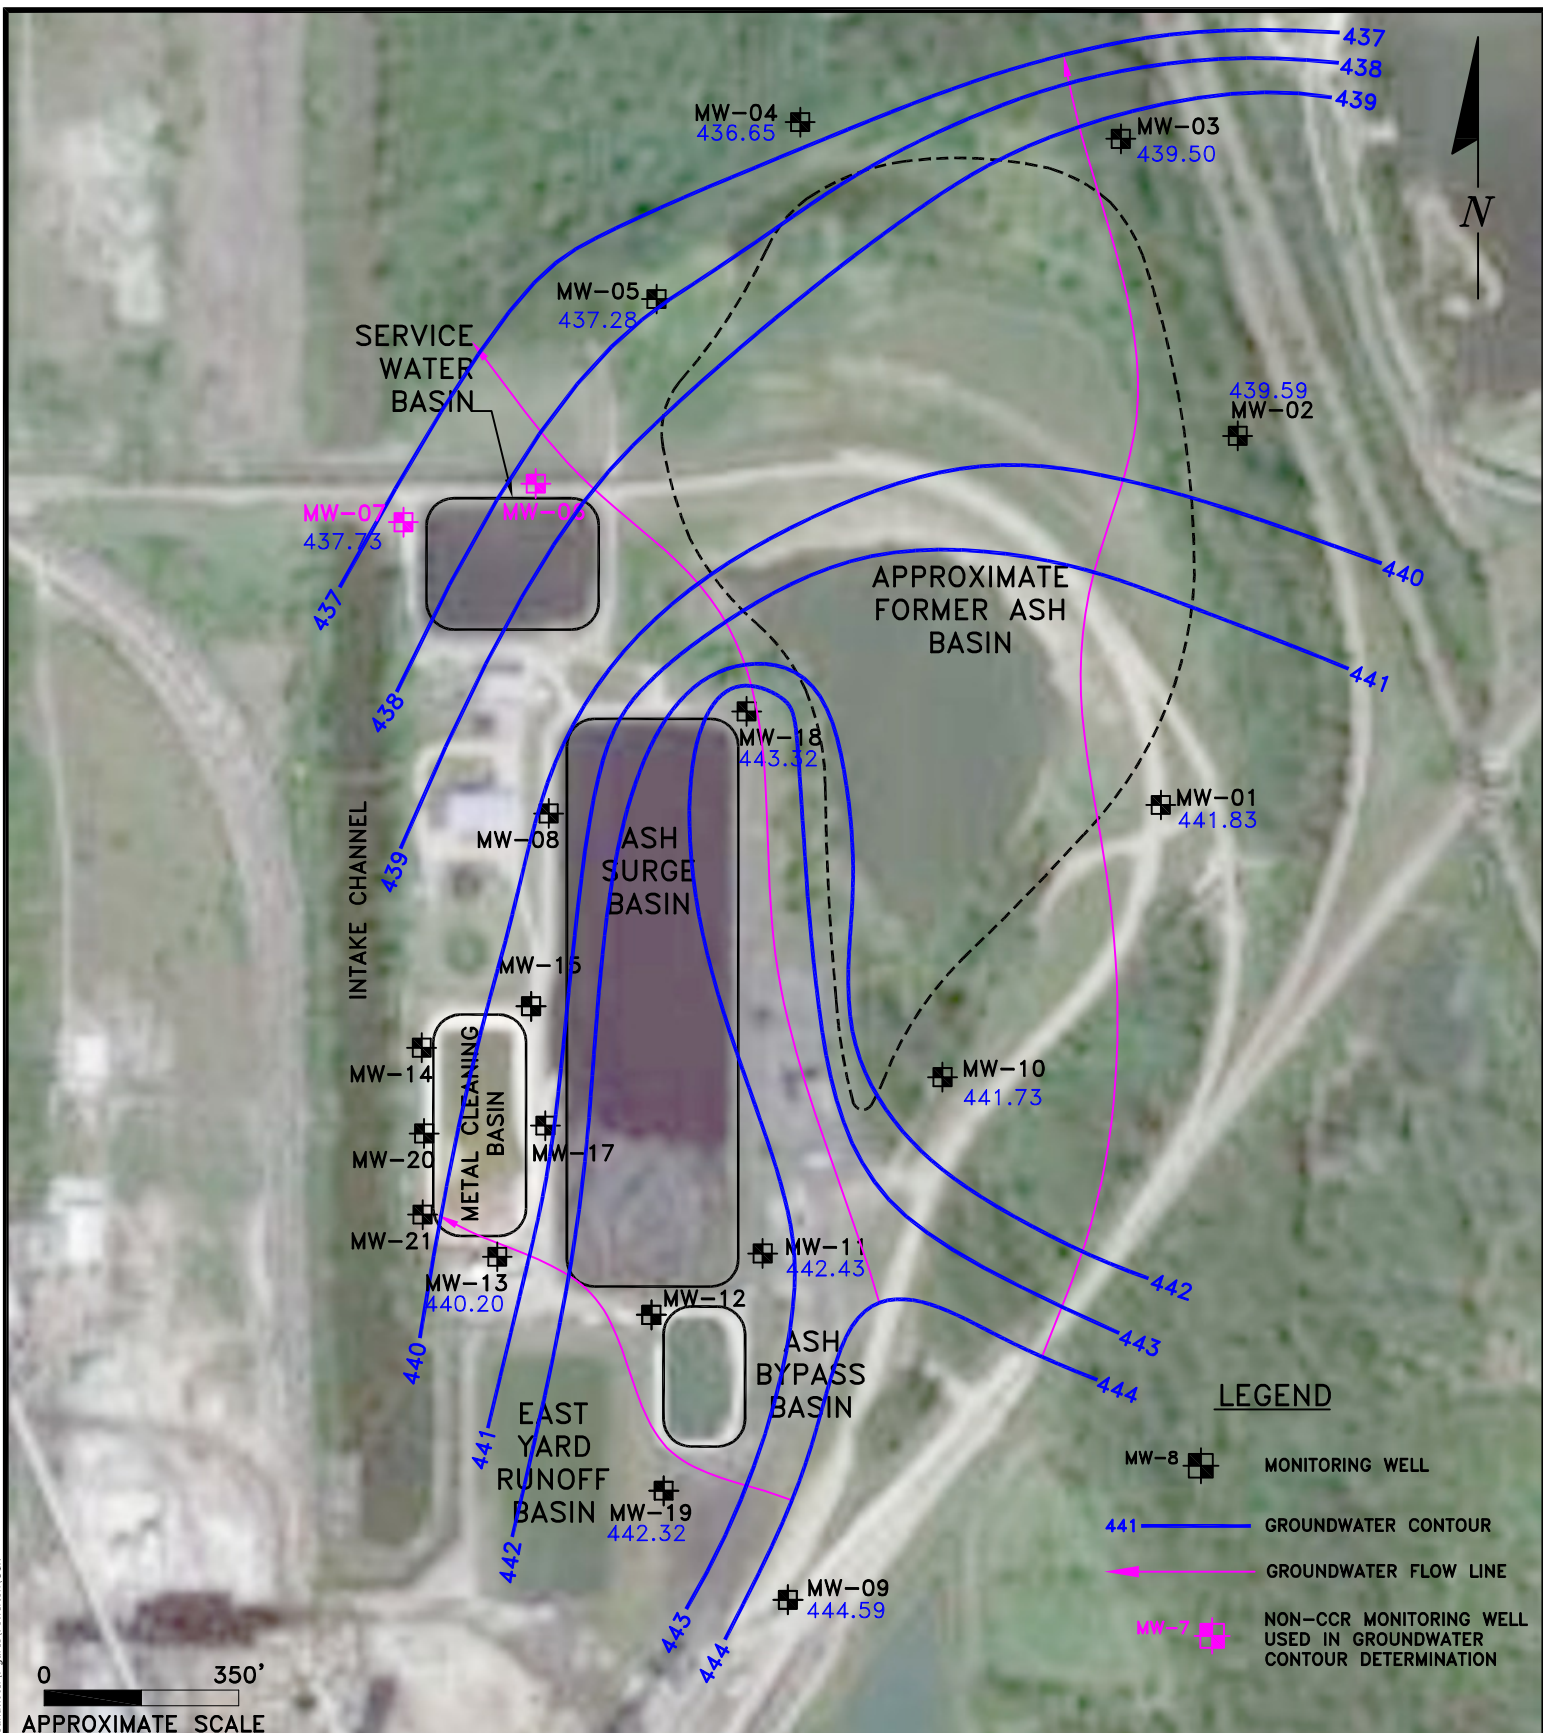 437
438
439
MW-04
436.65
MW-03
439.50
N
MW-05
437.28
SERVICE
WATER
BASIN
439.59
MW-02
MW-06
MW-07
437.73
437
438
439
440
441
APPROXIMATE
FORMER ASH
BASIN
MW-18
443.32
MW-01
441.83
MW-08
ASH
SURGE
BASIN
INTAKE CHANNEL
MW-15
MW-14
METAL CLEANING
BASIN
MW-10
441.73
MW-20
MW-17
MW-21
MW-11
442.43
MW-13
440.20
MW-12
442
443
444
440
ASH
BYPASS
BASIN
EAST
YARD
RUNOFF
BASIN
441
442
MW-19
442.32
443
444
MW-09
444.59
LEGEND
MW-8
MONITORING WELL
441
GROUNDWATER CONTOUR
GROUNDWATER FLOW LINE
MW-7
NON-CCR MONITORING WELL
USED IN GROUNDWATER
CONTOUR DETERMINATION
0 350'
APPROXIMATE SCALE